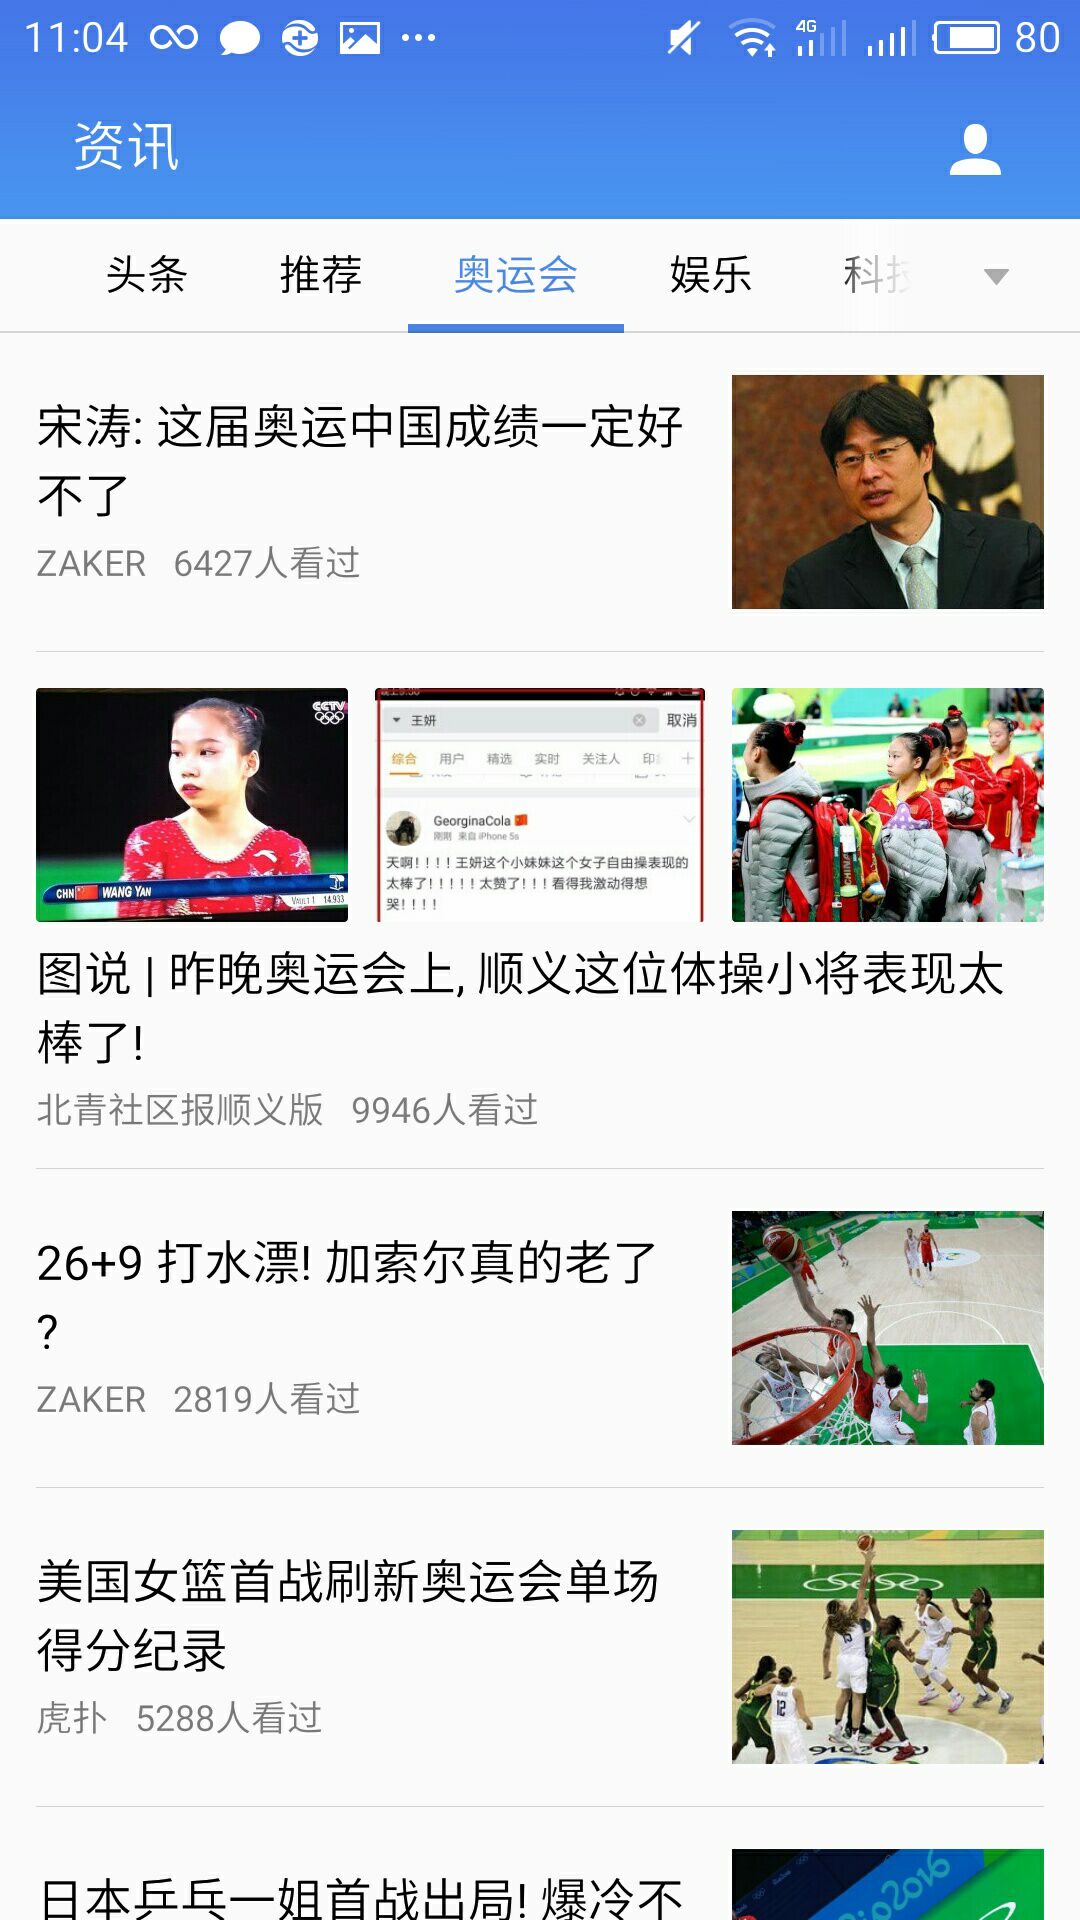 11:04
4G
80
资讯
头条
推荐
奥运会
娱乐
科技
宋涛: 这届奥运中国成绩一定好
不了
ZAKER 6427人看过
CCTV
CHN WANG YAN
VAULT 1 14.933
王妍
取消
综合 用户 精选 实时 关注人
GeorginaCola
刚刚 来自 iPhone 5s
天啊！！！！王妍这个小妹妹这个女子自由操表现的
太棒了！！！！！太赞了！！！看得我激动得想
哭！！！！
CHINA
图说 | 昨晚奥运会上, 顺义这位体操小将表现太
棒了!
北青社区报顺义版 9946人看过
26+9 打水漂! 加索尔真的老了
?
ZAKER 2819人看过
美国女篮首战刷新奥运会单场
得分纪录
虎扑 5288人看过
12
日本乒乓一姐首战出局! 爆冷不
Rio2016